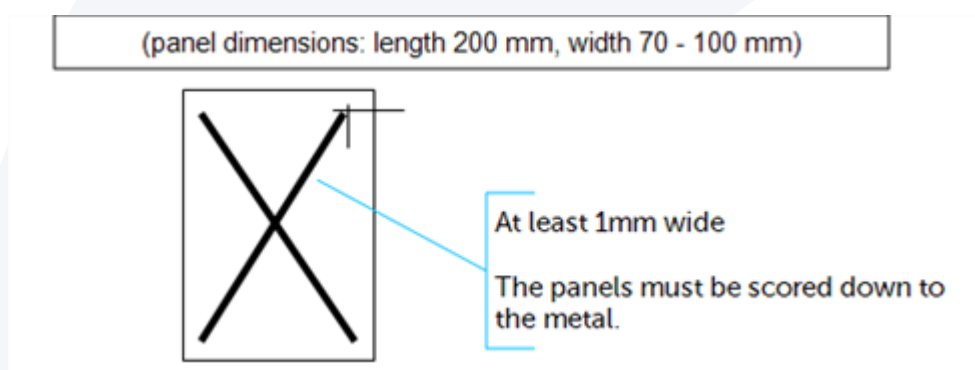 (panel dimensions: length 200 mm, width 70 - 100 mm)
At least 1mm wide
The panels must be scored down to
the metal.